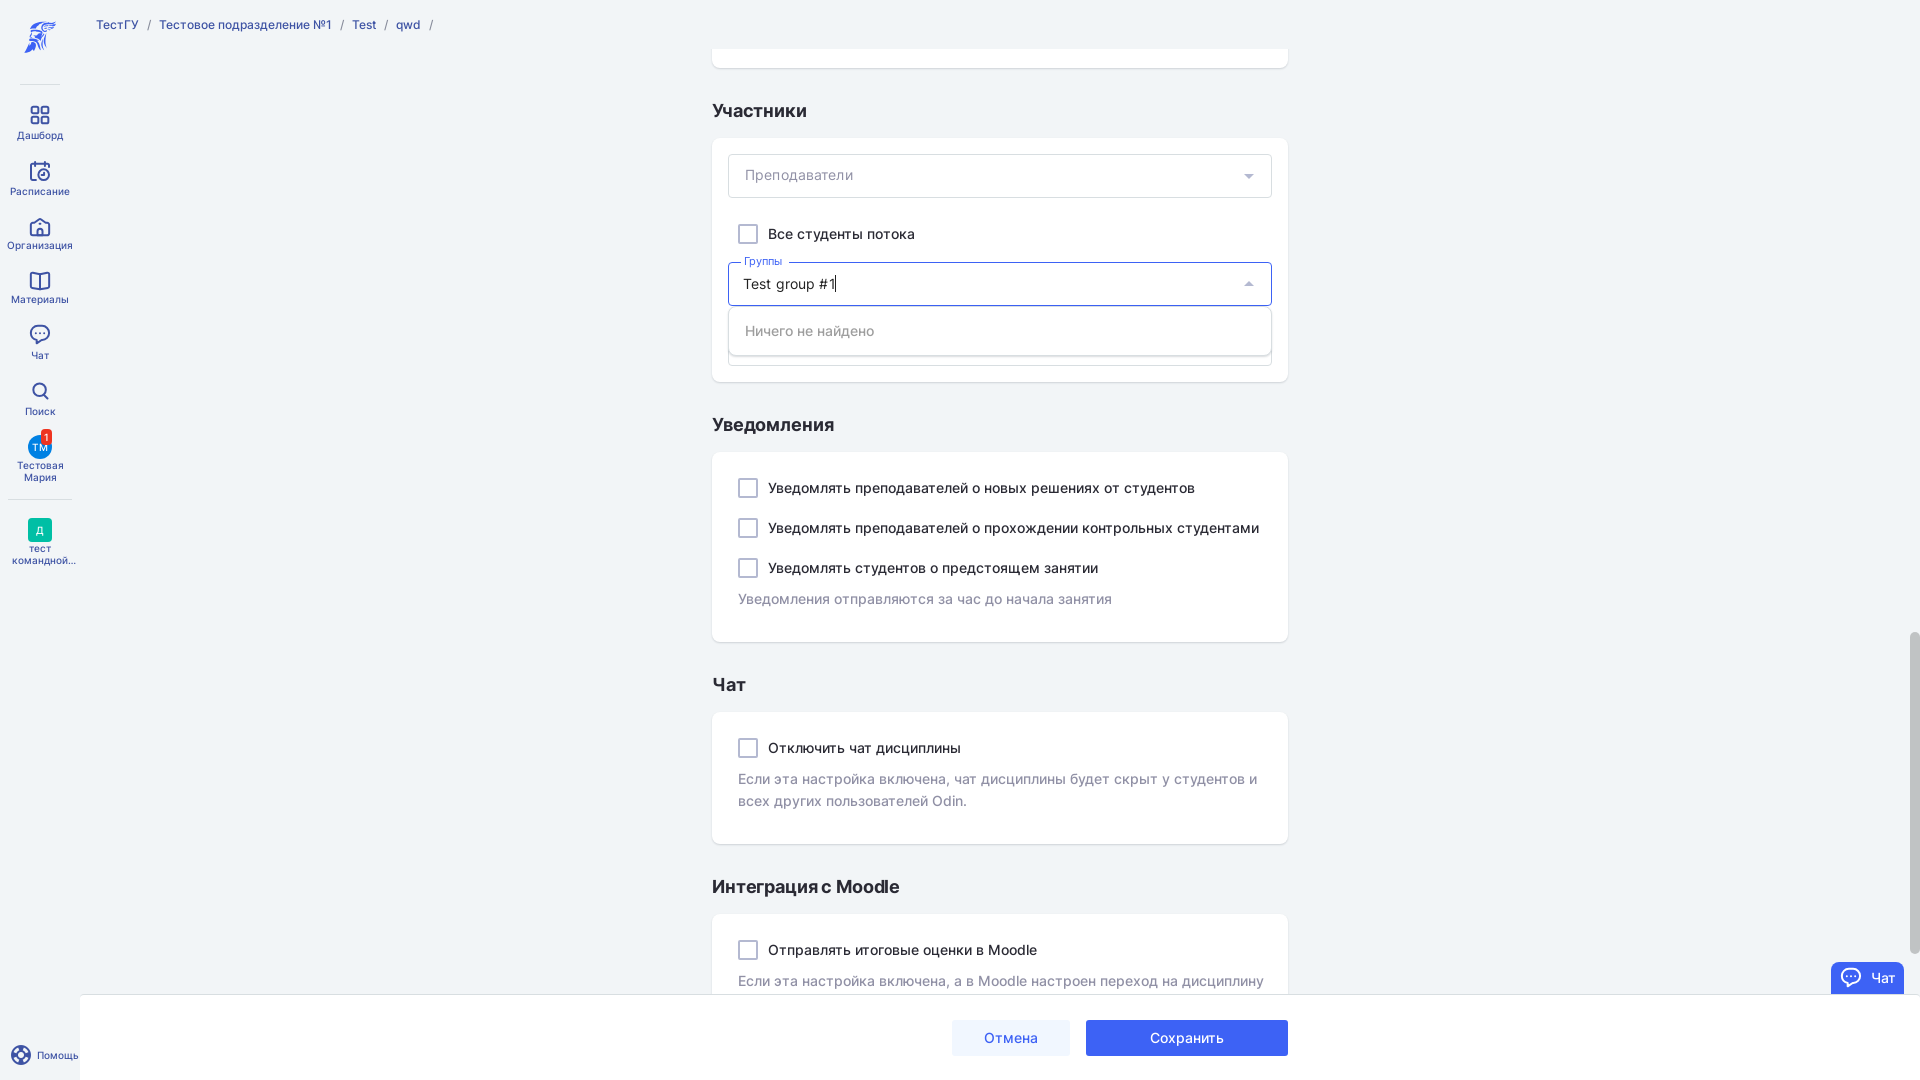 ТестГУ / Тестовое подразделение №1 / Test / qwd /
Дашборд
Расписание
Организация
Материалы
Чат
Поиск
ТМ
1
Тестовая
Мария
Д
тест
командной...
Помощь
Участники
Преподаватели
Все студенты потока
Группы
Test group #1
Ничего не найдено
Уведомления
Уведомлять преподавателей о новых решениях от студентов
Уведомлять преподавателей о прохождении контрольных студентами
Уведомлять студентов о предстоящем занятии
Уведомления отправляются за час до начала занятия
Чат
Отключить чат дисциплины
Если эта настройка включена, чат дисциплины будет скрыт у студентов и
всех других пользователей Odin.
Интеграция с Moodle
Отправлять итоговые оценки в Moodle
Если эта настройка включена, а в Moodle настроен переход на дисциплину
Чат
Отмена
Сохранить